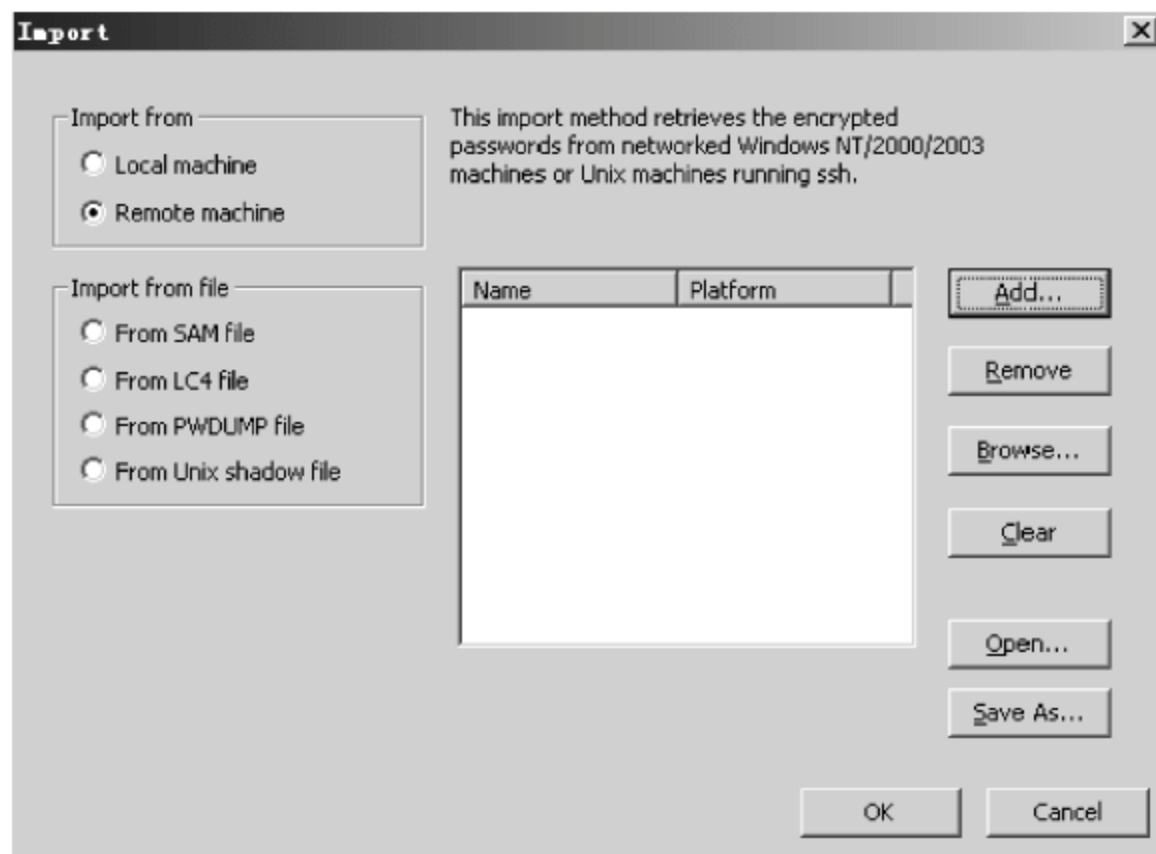 Import
Import from
Local machine
Remote machine
This import method retrieves the encrypted
passwords from networked Windows NT/2000/2003
machines or Unix machines running ssh.
Import from file
From SAM file
From LC4 file
From PWDUMP file
From Unix shadow file
Name Platform
Add...
Remove
Browse...
Clear
Open...
Save As...
OK Cancel